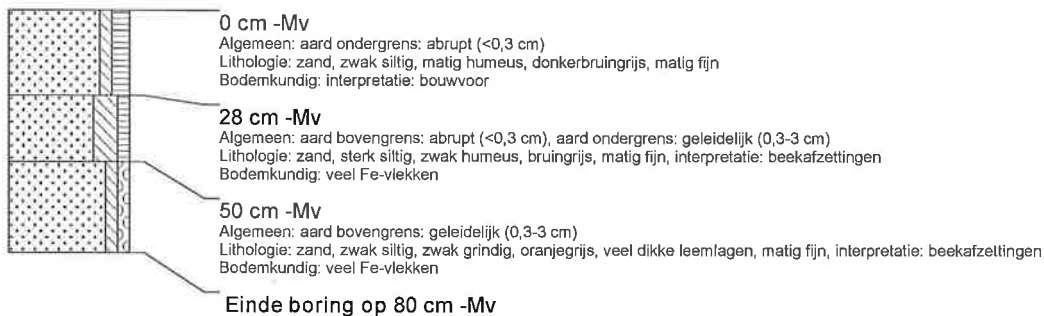 0 cm -Mv
Algemeen: aard ondergrens: abrupt (<0,3 cm)
Lithologie: zand, zwak siltig, matig humeus, donkerbruingrijs, matig fijn
Bodemkundig: interpretatie: bouwvoor
28 cm -Mv
Algemeen: aard bovengrens: abrupt (<0,3 cm), aard ondergrens: geleidelijk (0,3-3 cm)
Lithologie: zand, sterk siltig, zwak humeus, bruingrijs, matig fijn, interpretatie: beekafzettingen
Bodemkundig: veel Fe-vlekken
50 cm -Mv
Algemeen: aard bovengrens: geleidelijk (0,3-3 cm)
Lithologie: zand, zwak siltig, zwak grindig, oranjegrijs, veel dikke leemlagen, matig fijn, interpretatie: beekafzettingen
Bodemkundig: veel Fe-vlekken
Einde boring op 80 cm -Mv